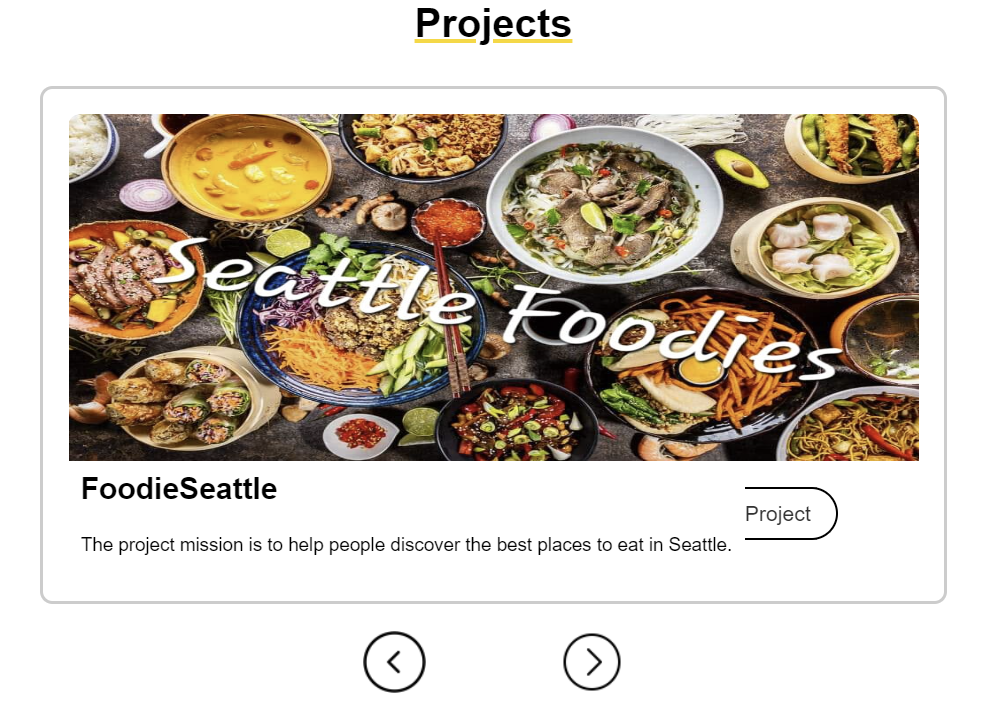 Projects
Seattle Foodies
FoodieSeattle
Project
The project mission is to help people discover the best places to eat in Seattle.